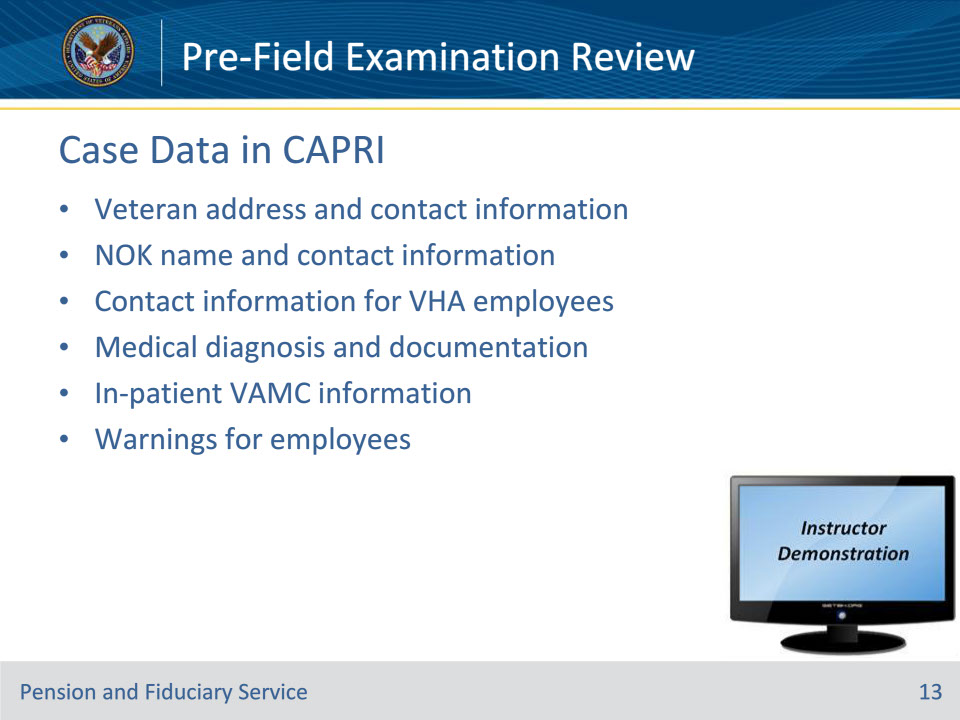 Pre-Field Examination Review
Case Data in CAPRI
• Veteran address and contact information
• NOK name and contact information
• Contact information for VHA employees
• Medical diagnosis and documentation
• In-patient VAMC information
• Warnings for employees
Instructor
Demonstration
Pension and Fiduciary Service
13